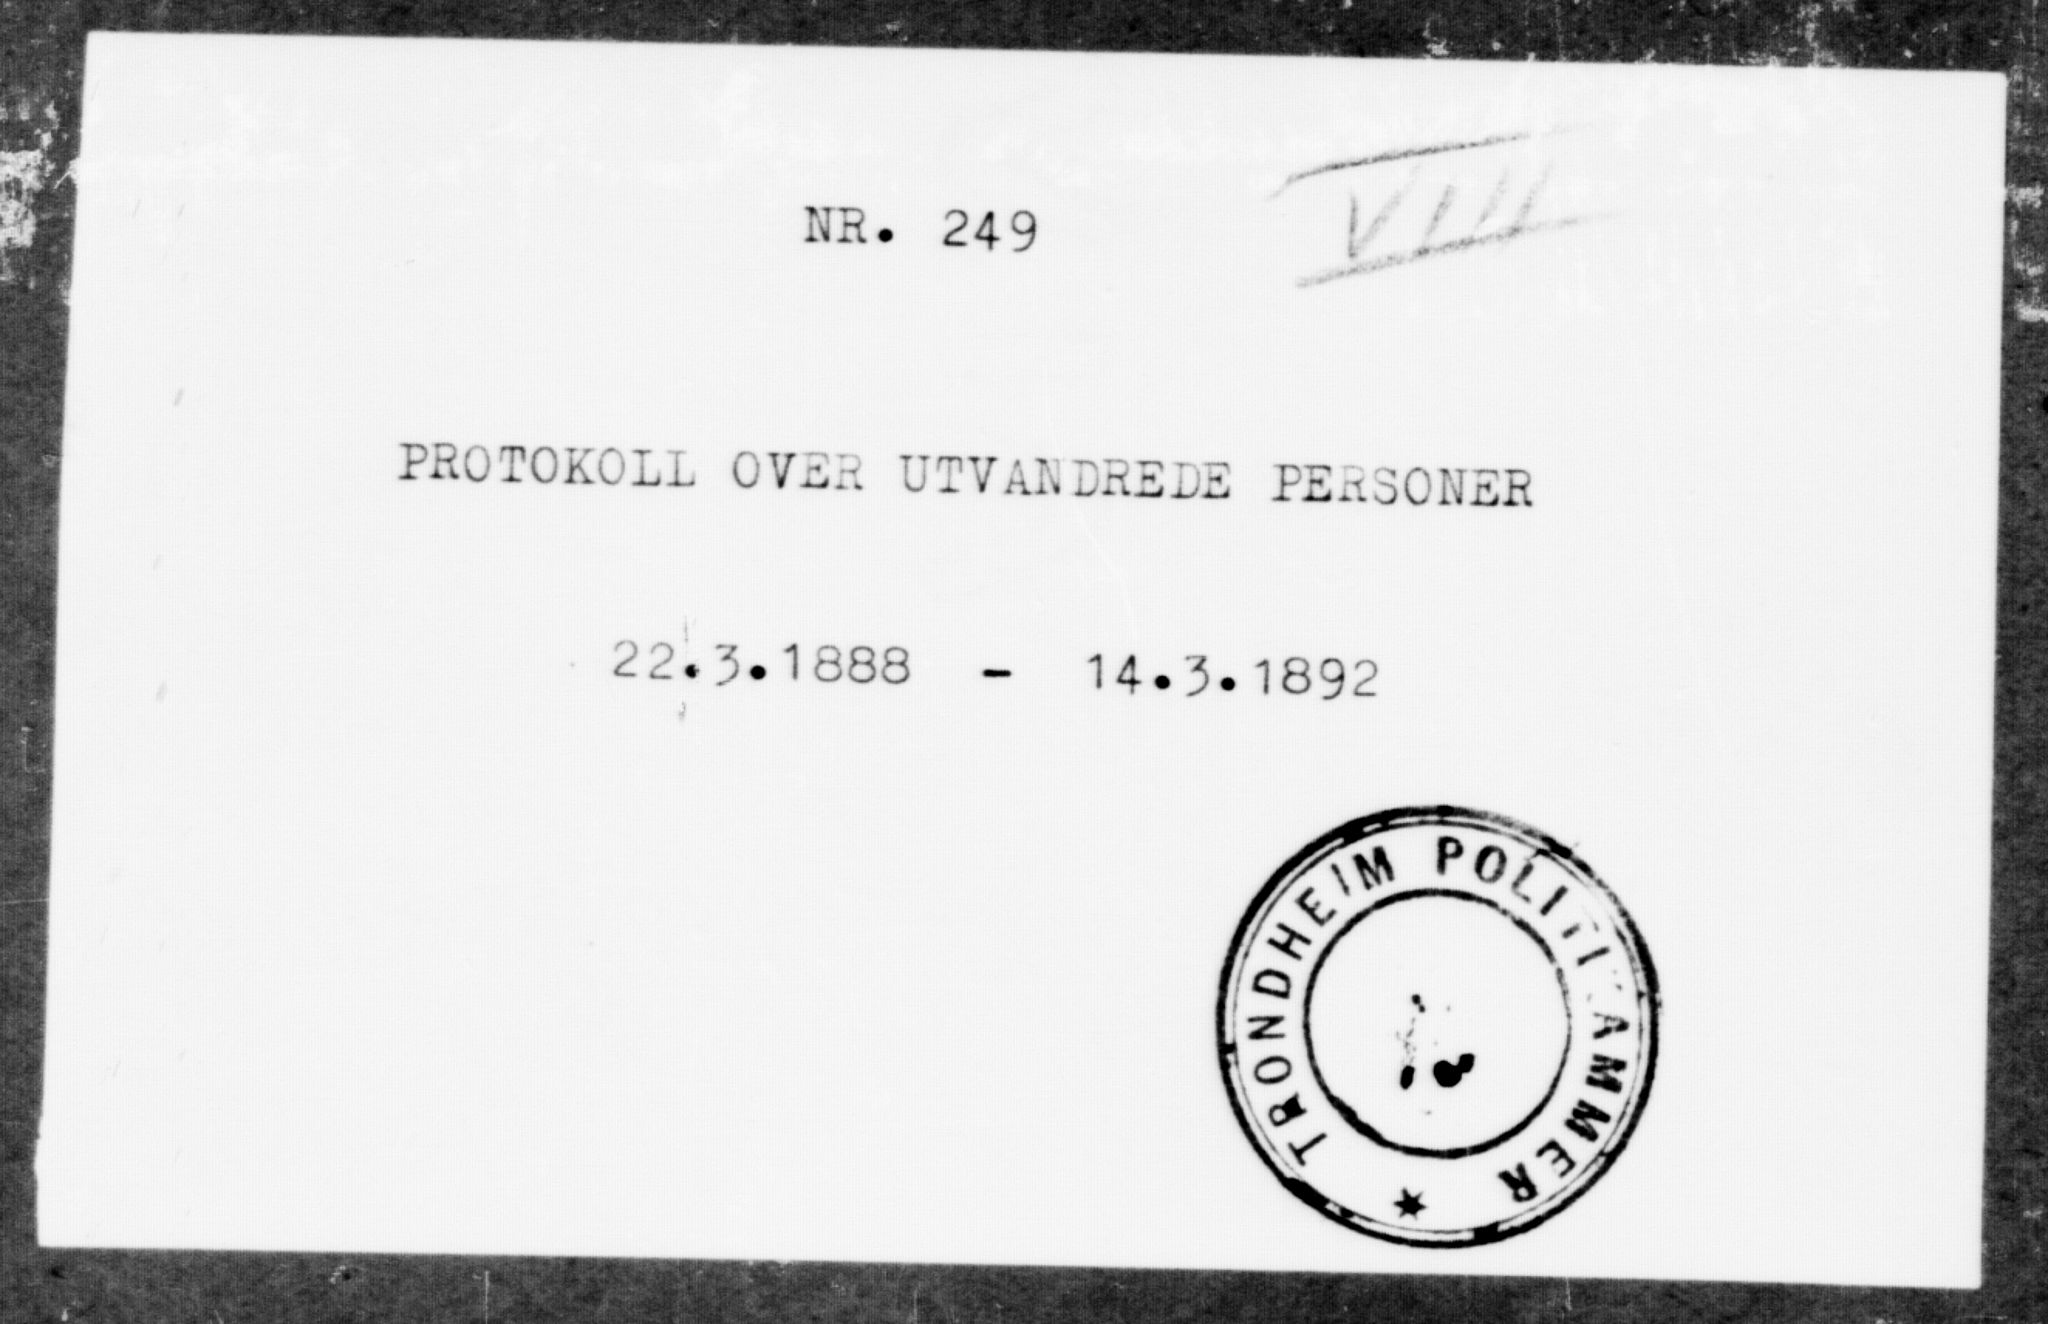 NR. 249
VIII
PROTOKOLL OVER UTVANDREDE PERSONER
22.3.1888 - 14.3.1892
TRONDHEIM POLITIKAMMER